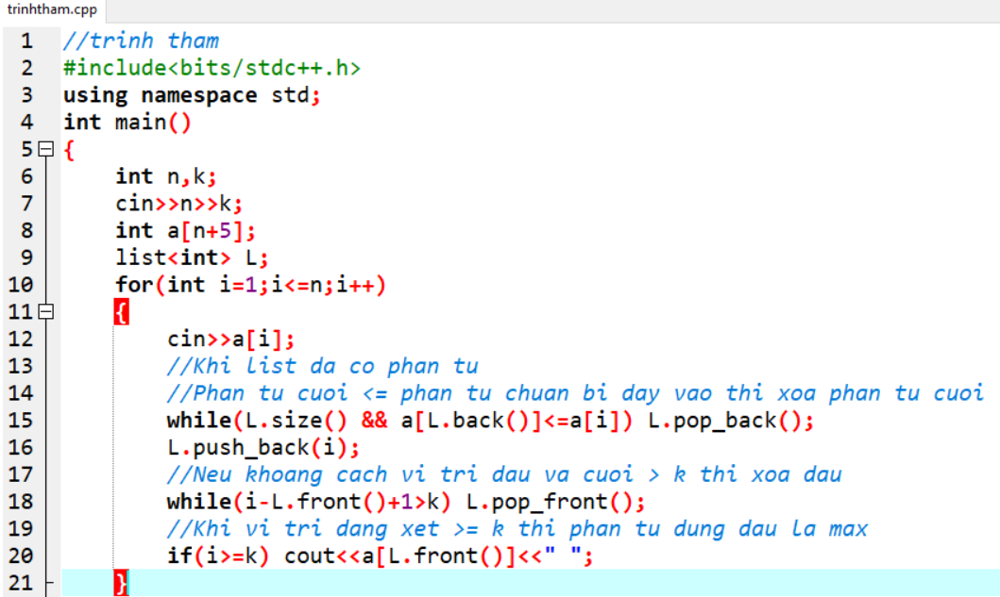 trinhtham.cpp
1 //trinh tham
2 #include<bits/stdc++.h>
3 using namespace std;
4 int main()
5 {
6 int n,k;
7 cin>>n>>k;
8 int a[n+5];
9 list<int> L;
10 for(int i=1;i<=n;i++)
11 {
12 cin>>a[i];
13 //Khi list da co phan tu
14 //Phan tu cuoi <= phan tu chuan bi day vao thi xoa phan tu cuoi
15 while(L.size() && a[L.back()]<=a[i]) L.pop_back();
16 L.push_back(i);
17 //Neu khoang cach vi tri dau va cuoi > k thi xoa dau
18 while(i-L.front()+1>k) L.pop_front();
19 //Khi vi tri dang xet >= k thi phan tu dung dau la max
20 if(i>=k) cout<<a[L.front()]<<" ";
21 }